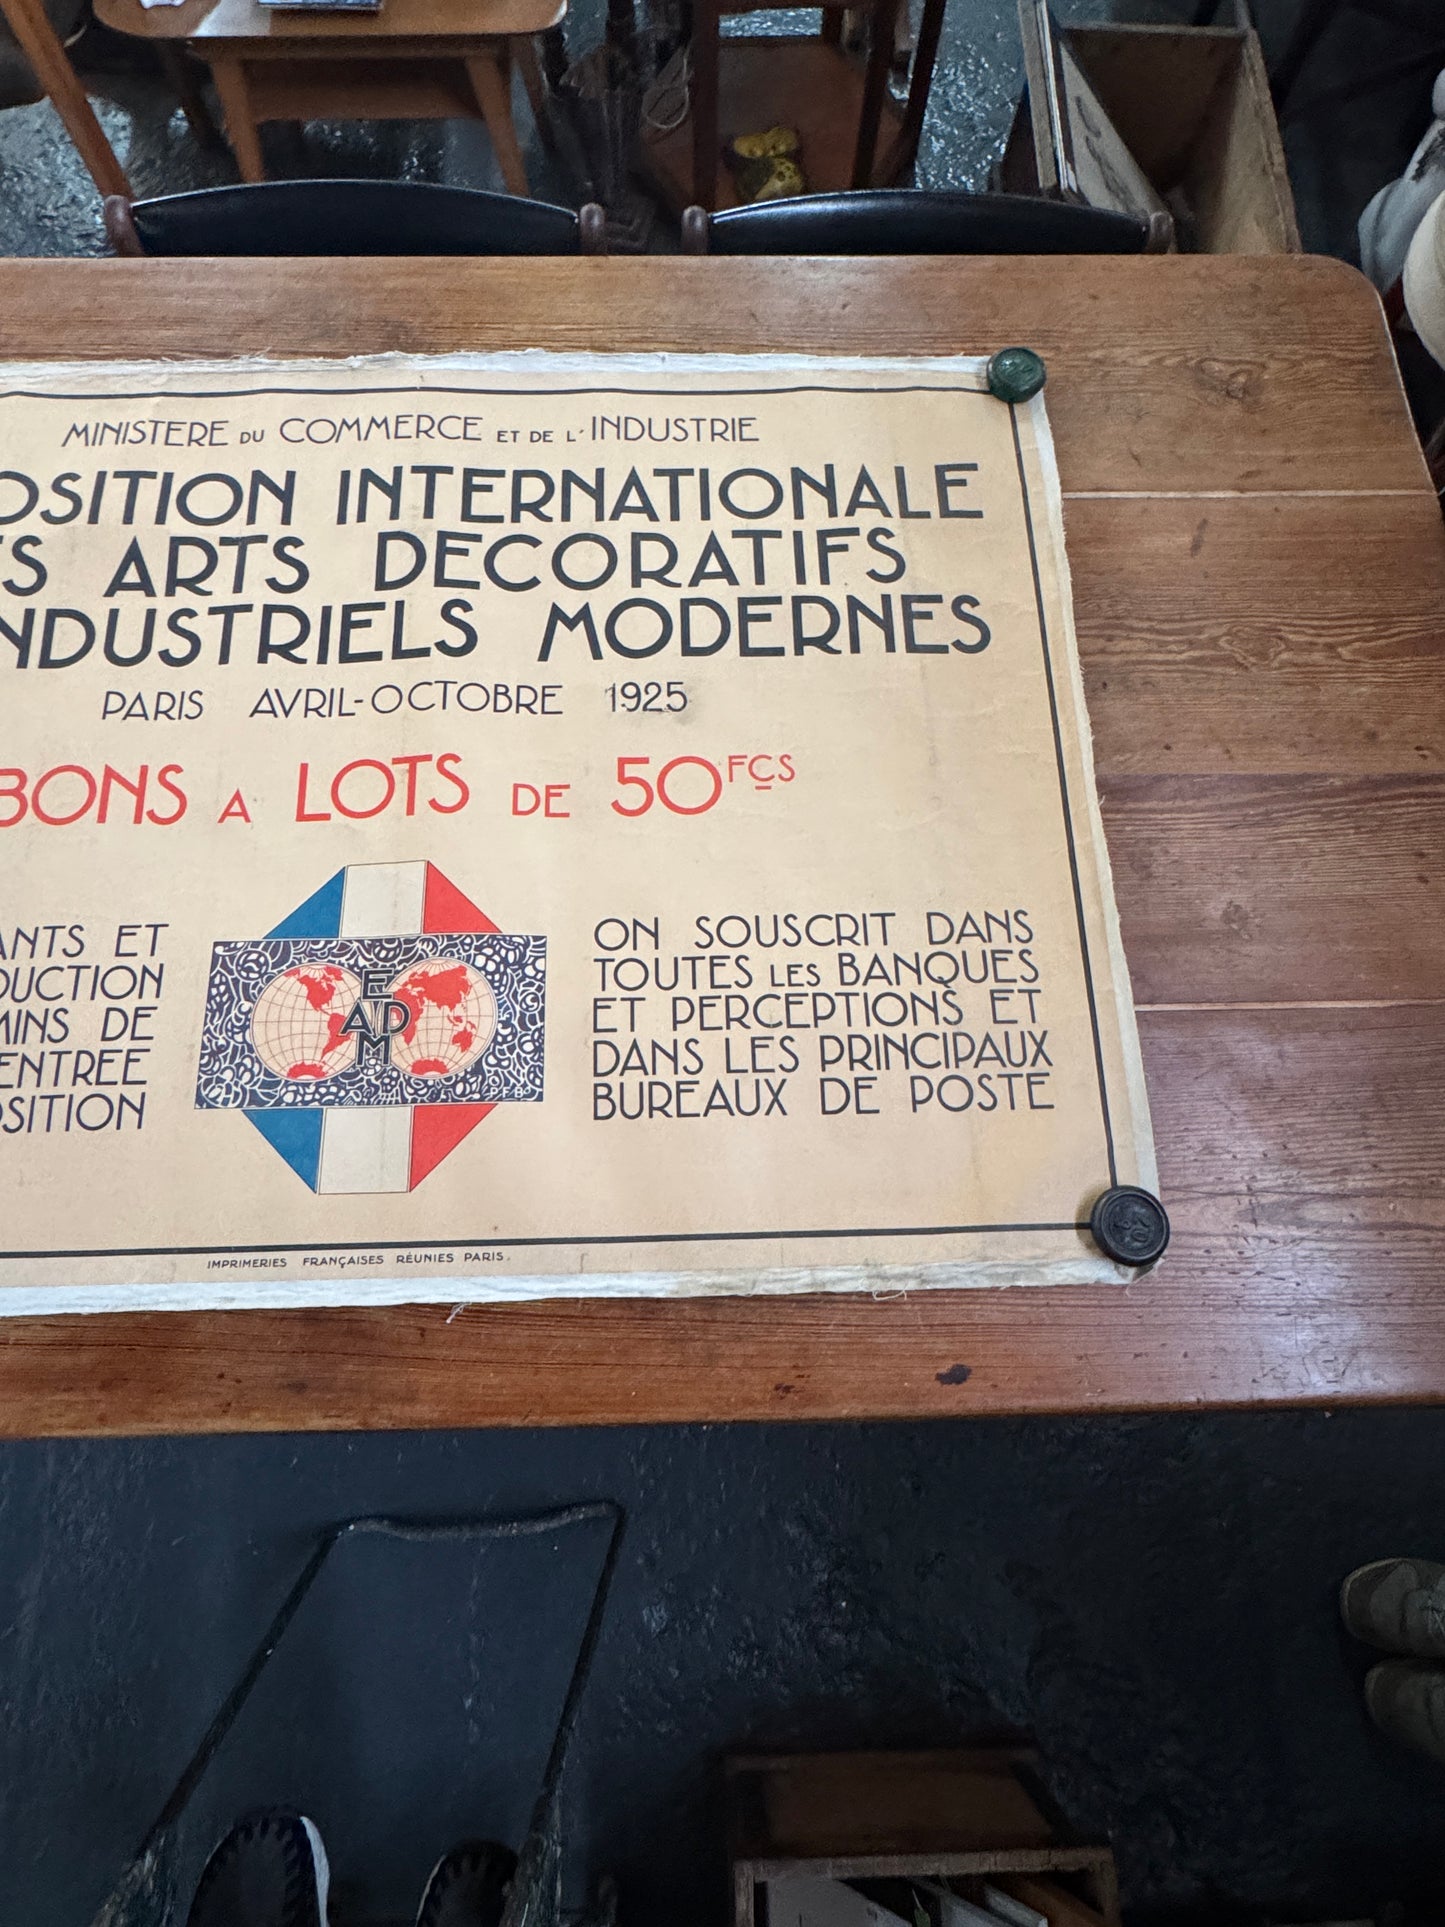 MINISTERE DU COMMERCE ET DE L'INDUSTRIE
OSITION INTERNATIONALE
S ARTS DECORATIFS
NDUSTRIELS MODERNES
PARIS AVRIL-OCTOBRE 1925
BONS A LOTS DE 50 FCS
ANTS ET
DUCTION
MINS DE
ENTREE
OSITION
E
AD
M
P.F.B.
ON SOUSCRIT DANS
TOUTES LES BANQUES
ET PERCEPTIONS ET
DANS LES PRINCIPAUX
BUREAUX DE POSTE
IMPRIMERIES FRANÇAISES RÉUNIES PARIS.